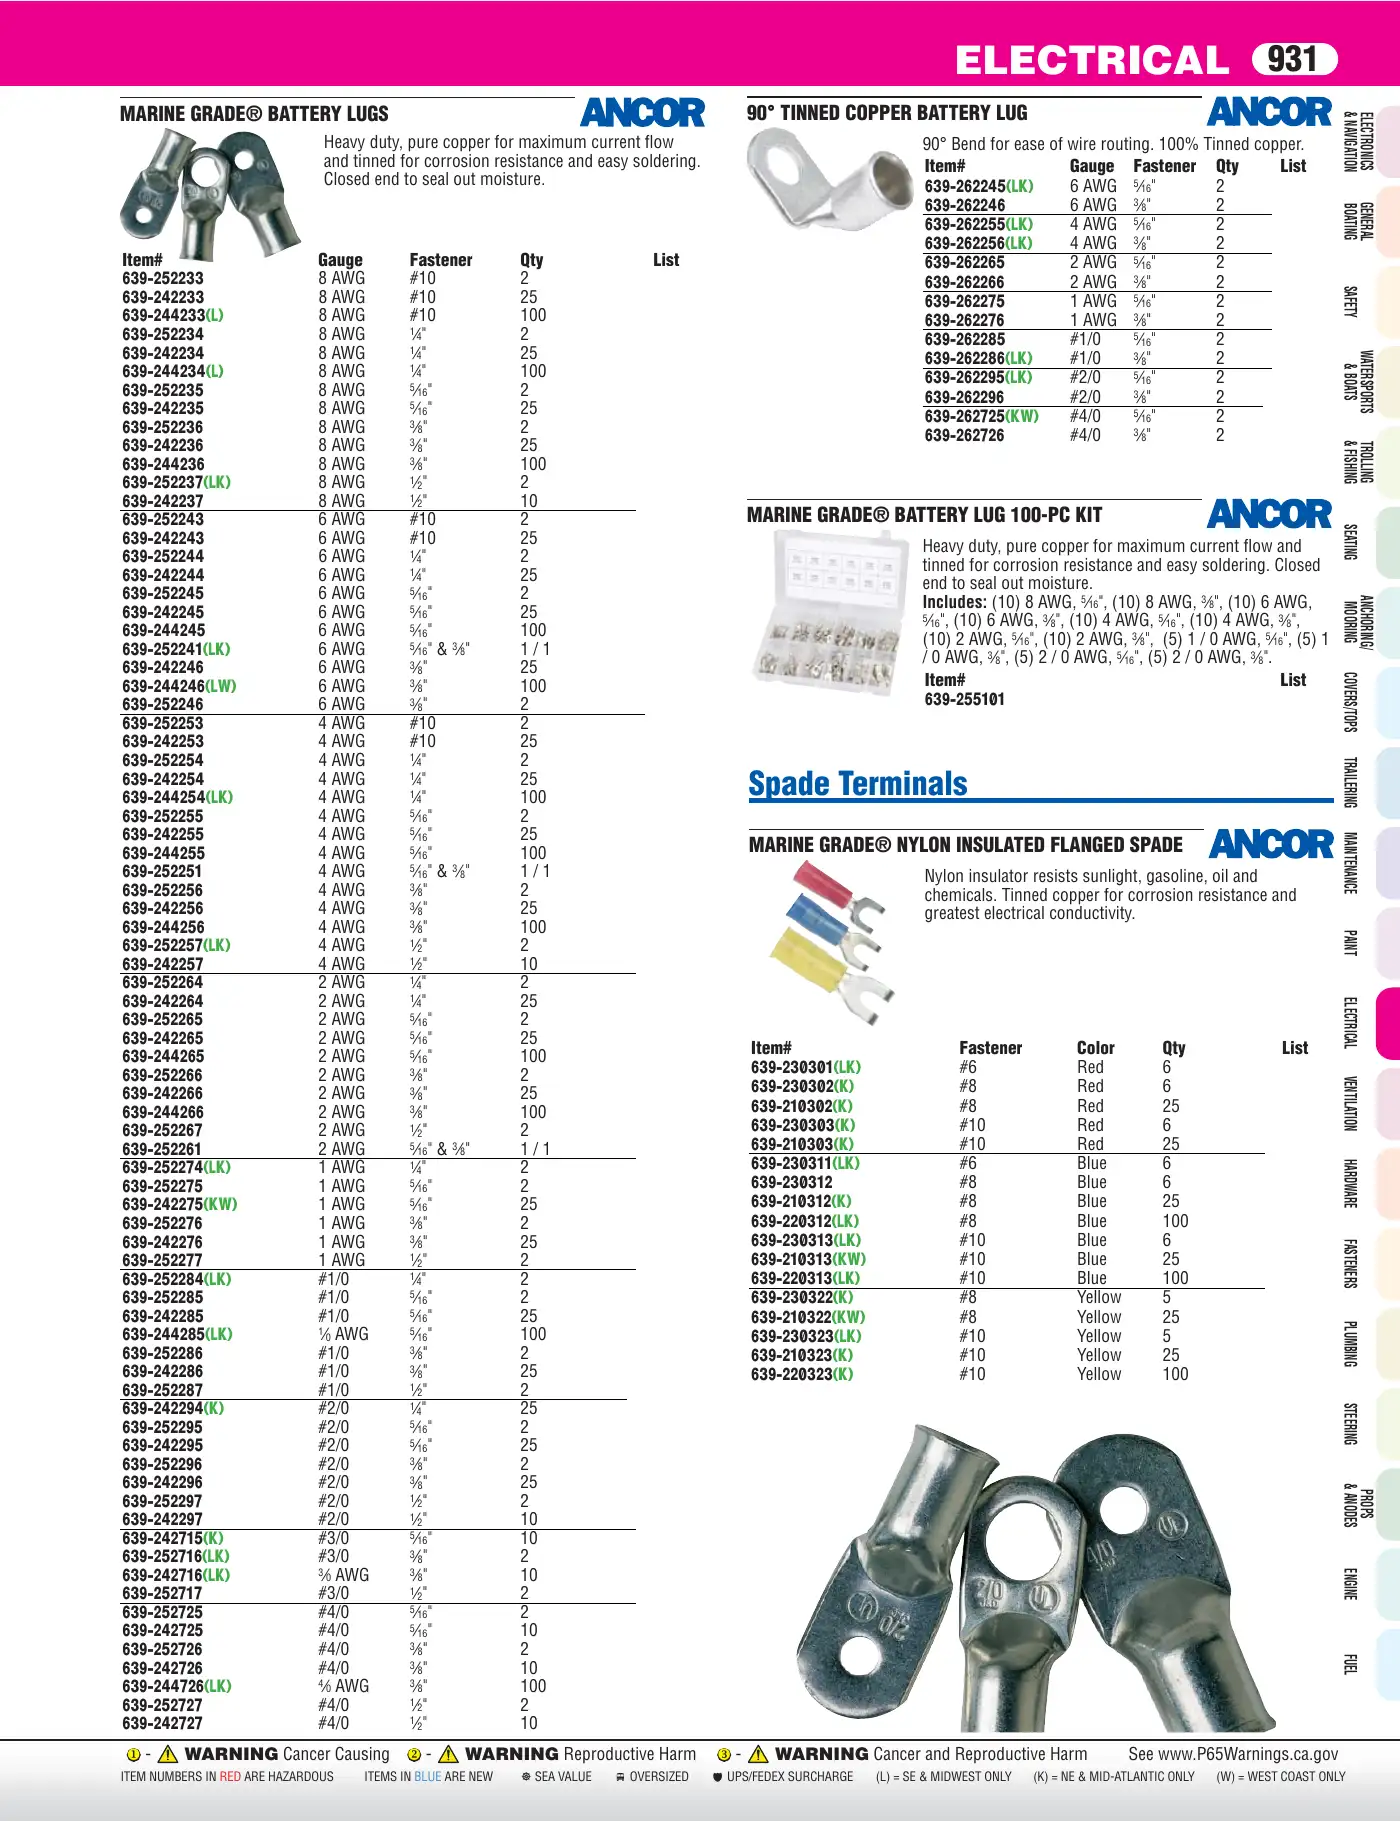 ELECTRICAL 931
MARINE GRADE® BATTERY LUGS
ANCOR
Heavy duty, pure copper for maximum current flow
and tinned for corrosion resistance and easy soldering.
Closed end to seal out moisture.
Item# Gauge Fastener Qty List
639-252233 8 AWG #10 2
639-242233 8 AWG #10 25
639-244233(L) 8 AWG #10 100
639-252234 8 AWG 1⁄4" 2
639-242234 8 AWG 1⁄4" 25
639-244234(L) 8 AWG 1⁄4" 100
639-252235 8 AWG 5⁄16" 2
639-242235 8 AWG 5⁄16" 25
639-252236 8 AWG 3⁄8" 2
639-242236 8 AWG 3⁄8" 25
639-244236 8 AWG 3⁄8" 100
639-252237(LK) 8 AWG 1⁄2" 2
639-242237 8 AWG 1⁄2" 10
639-252243 6 AWG #10 2
639-242243 6 AWG #10 25
639-252244 6 AWG 1⁄4" 2
639-242244 6 AWG 1⁄4" 25
639-252245 6 AWG 5⁄16" 2
639-242245 6 AWG 5⁄16" 25
639-244245 6 AWG 5⁄16" 100
639-252241(LK) 6 AWG 5⁄16" & 3⁄8" 1 / 1
639-242246 6 AWG 3⁄8" 25
639-244246(LW) 6 AWG 3⁄8" 100
639-252246 6 AWG 3⁄8" 2
639-252253 4 AWG #10 2
639-242253 4 AWG #10 25
639-252254 4 AWG 1⁄4" 2
639-242254 4 AWG 1⁄4" 25
639-244254(LK) 4 AWG 1⁄4" 100
639-252255 4 AWG 5⁄16" 2
639-242255 4 AWG 5⁄16" 25
639-244255 4 AWG 5⁄16" 100
639-252251 4 AWG 5⁄16" & 3⁄8" 1 / 1
639-252256 4 AWG 3⁄8" 2
639-242256 4 AWG 3⁄8" 25
639-244256 4 AWG 3⁄8" 100
639-252257(LK) 4 AWG 1⁄2" 2
639-242257 4 AWG 1⁄2" 10
639-252264 2 AWG 1⁄4" 2
639-242264 2 AWG 1⁄4" 25
639-252265 2 AWG 5⁄16" 2
639-242265 2 AWG 5⁄16" 25
639-244265 2 AWG 5⁄16" 100
639-252266 2 AWG 3⁄8" 2
639-242266 2 AWG 3⁄8" 25
639-244266 2 AWG 3⁄8" 100
639-252267 2 AWG 1⁄2" 2
639-252261 2 AWG 5⁄16" & 3⁄8" 1 / 1
639-252274(LK) 1 AWG 1⁄4" 2
639-252275 1 AWG 5⁄16" 2
639-242275(KW) 1 AWG 5⁄16" 25
639-252276 1 AWG 3⁄8" 2
639-242276 1 AWG 3⁄8" 25
639-252277 1 AWG 1⁄2" 2
639-252284(LK) #1/0 1⁄4" 2
639-252285 #1/0 5⁄16" 2
639-242285 #1/0 5⁄16" 25
639-244285(LK) 1⁄0 AWG 5⁄16" 100
639-252286 #1/0 3⁄8" 2
639-242286 #1/0 3⁄8" 25
639-252287 #1/0 1⁄2" 2
639-242294(K) #2/0 1⁄4" 25
639-252295 #2/0 5⁄16" 2
639-242295 #2/0 5⁄16" 25
639-252296 #2/0 3⁄8" 2
639-242296 #2/0 3⁄8" 25
639-252297 #2/0 1⁄2" 2
639-242297 #2/0 1⁄2" 10
639-242715(K) #3/0 5⁄16" 10
639-252716(LK) #3/0 3⁄8" 2
639-242716(LK) 3⁄0 AWG 3⁄8" 10
639-252717 #3/0 1⁄2" 2
639-252725 #4/0 5⁄16" 2
639-242725 #4/0 5⁄16" 10
639-252726 #4/0 3⁄8" 2
639-242726 #4/0 3⁄8" 10
639-244726(LK) 4⁄0 AWG 3⁄8" 100
639-252727 #4/0 1⁄2" 2
639-242727 #4/0 1⁄2" 10
90° TINNED COPPER BATTERY LUG
ANCOR
90° Bend for ease of wire routing. 100% Tinned copper.
Item# Gauge Fastener Qty List
639-262245(LK) 6 AWG 5⁄16" 2
639-262246 6 AWG 3⁄8" 2
639-262255(LK) 4 AWG 5⁄16" 2
639-262256(LK) 4 AWG 3⁄8" 2
639-262265 2 AWG 5⁄16" 2
639-262266 2 AWG 3⁄8" 2
639-262275 1 AWG 5⁄16" 2
639-262276 1 AWG 3⁄8" 2
639-262285 #1/0 5⁄16" 2
639-262286(LK) #1/0 3⁄8" 2
639-262295(LK) #2/0 5⁄16" 2
639-262296 #2/0 3⁄8" 2
639-262725(KW) #4/0 5⁄16" 2
639-262726 #4/0 3⁄8" 2
MARINE GRADE® BATTERY LUG 100-PC KIT
ANCOR
Heavy duty, pure copper for maximum current flow and
tinned for corrosion resistance and easy soldering. Closed
end to seal out moisture.
Includes: (10) 8 AWG, 5⁄16", (10) 8 AWG, 3⁄8", (10) 6 AWG,
5⁄16", (10) 6 AWG, 3⁄8", (10) 4 AWG, 5⁄16", (10) 4 AWG, 3⁄8",
(10) 2 AWG, 5⁄16", (10) 2 AWG, 3⁄8", (5) 1 / 0 AWG, 5⁄16", (5) 1
/ 0 AWG, 3⁄8", (5) 2 / 0 AWG, 5⁄16", (5) 2 / 0 AWG, 3⁄8".
Item# List
639-255101
Spade Terminals
MARINE GRADE® NYLON INSULATED FLANGED SPADE
ANCOR
Nylon insulator resists sunlight, gasoline, oil and
chemicals. Tinned copper for corrosion resistance and
greatest electrical conductivity.
Item# Fastener Color Qty List
639-230301(LK) #6 Red 6
639-230302(K) #8 Red 6
639-210302(K) #8 Red 25
639-230303(K) #10 Red 6
639-210303(K) #10 Red 25
639-230311(LK) #6 Blue 6
639-230312 #8 Blue 6
639-210312(K) #8 Blue 25
639-220312(LK) #8 Blue 100
639-230313(LK) #10 Blue 6
639-210313(KW) #10 Blue 25
639-220313(LK) #10 Blue 100
639-230322(K) #8 Yellow 5
639-210322(KW) #8 Yellow 25
639-230323(LK) #10 Yellow 5
639-210323(K) #10 Yellow 25
639-220323(K) #10 Yellow 100
2/0
2/0
4/0
UL
ELECTRONICS
& NAVIGATION
GENERAL
BOATING
SAFETY
WATERSPORTS
& BOATS
TROLLING
& FISHING
SEATING
ANCHORING/
MOORING
COVERS/TOPS
TRAILERING
MAINTENANCE
PAINT
ELECTRICAL
VENTILATION
HARDWARE
FASTENERS
PLUMBING
STEERING
PROPS
& ANODES
ENGINE
FUEL
1 - WARNING Cancer Causing 2 - WARNING Reproductive Harm 3 - WARNING Cancer and Reproductive Harm See www.P65Warnings.ca.gov
ITEM NUMBERS IN RED ARE HAZARDOUS ITEMS IN BLUE ARE NEW SEA VALUE OVERSIZED UPS/FEDEX SURCHARGE (L) = SE & MIDWEST ONLY (K) = NE & MID-ATLANTIC ONLY (W) = WEST COAST ONLY